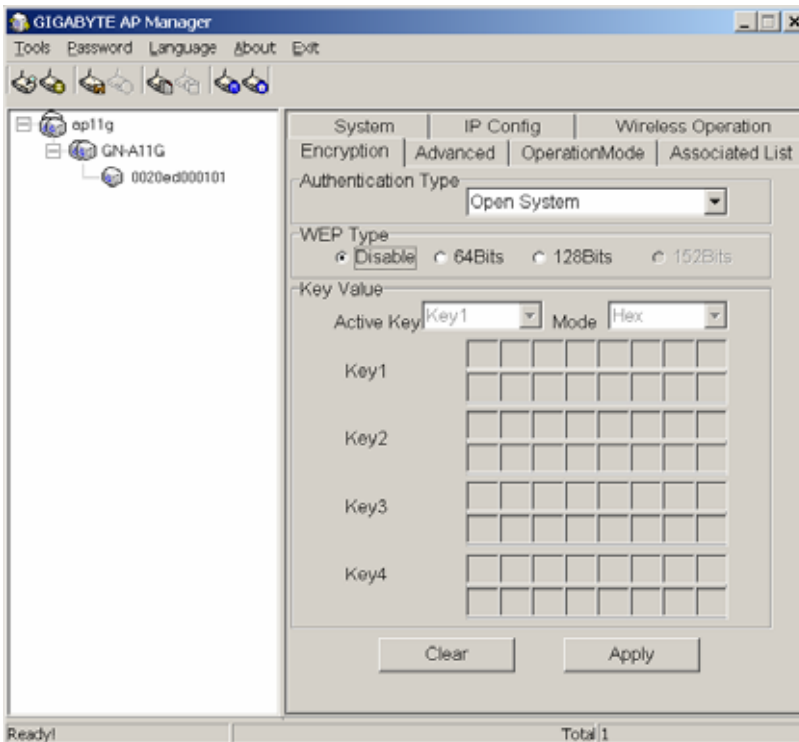 GIGABYTE AP Manager
Tools Password Language About Exit
ap11g
GN-A11G
0020ed000101
System IP Config Wireless Operation
Encryption Advanced OperationMode Associated List
Authentication Type
Open System
WEP Type
Disable 64Bits 128Bits 152Bits
Key Value
Active Key Key1 Mode Hex
Key1
Key2
Key3
Key4
Clear Apply
Ready! Total 1